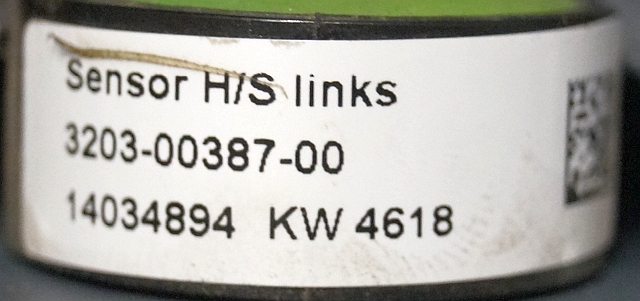 Sensor H/S links
3203-00387-00
14034894 KW 4618